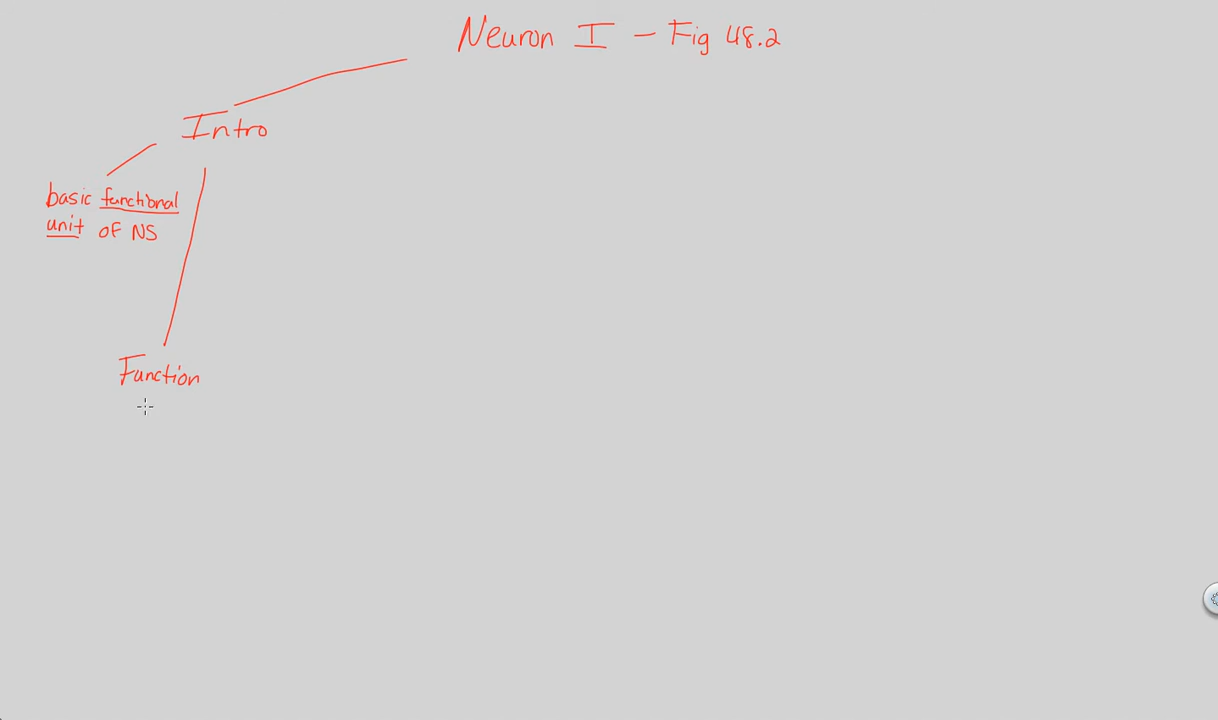 Neuron I - Fig 48.2
Intro
basic functional
unit of NS
Function